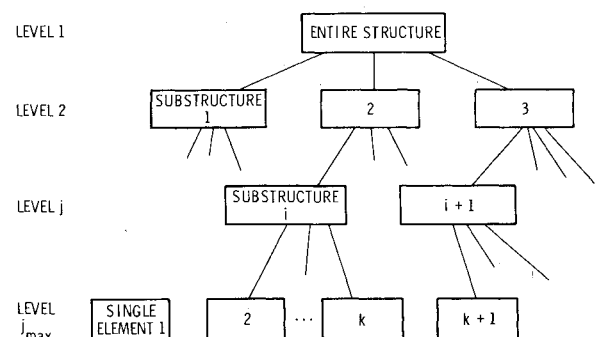 LEVEL 1
ENTIRE STRUCTURE
LEVEL 2
SUBSTRUCTURE
1
2
3
LEVEL j
SUBSTRUCTURE
i
i + 1
LEVEL
jmax
SINGLE
ELEMENT 1
2
...
k
k + 1